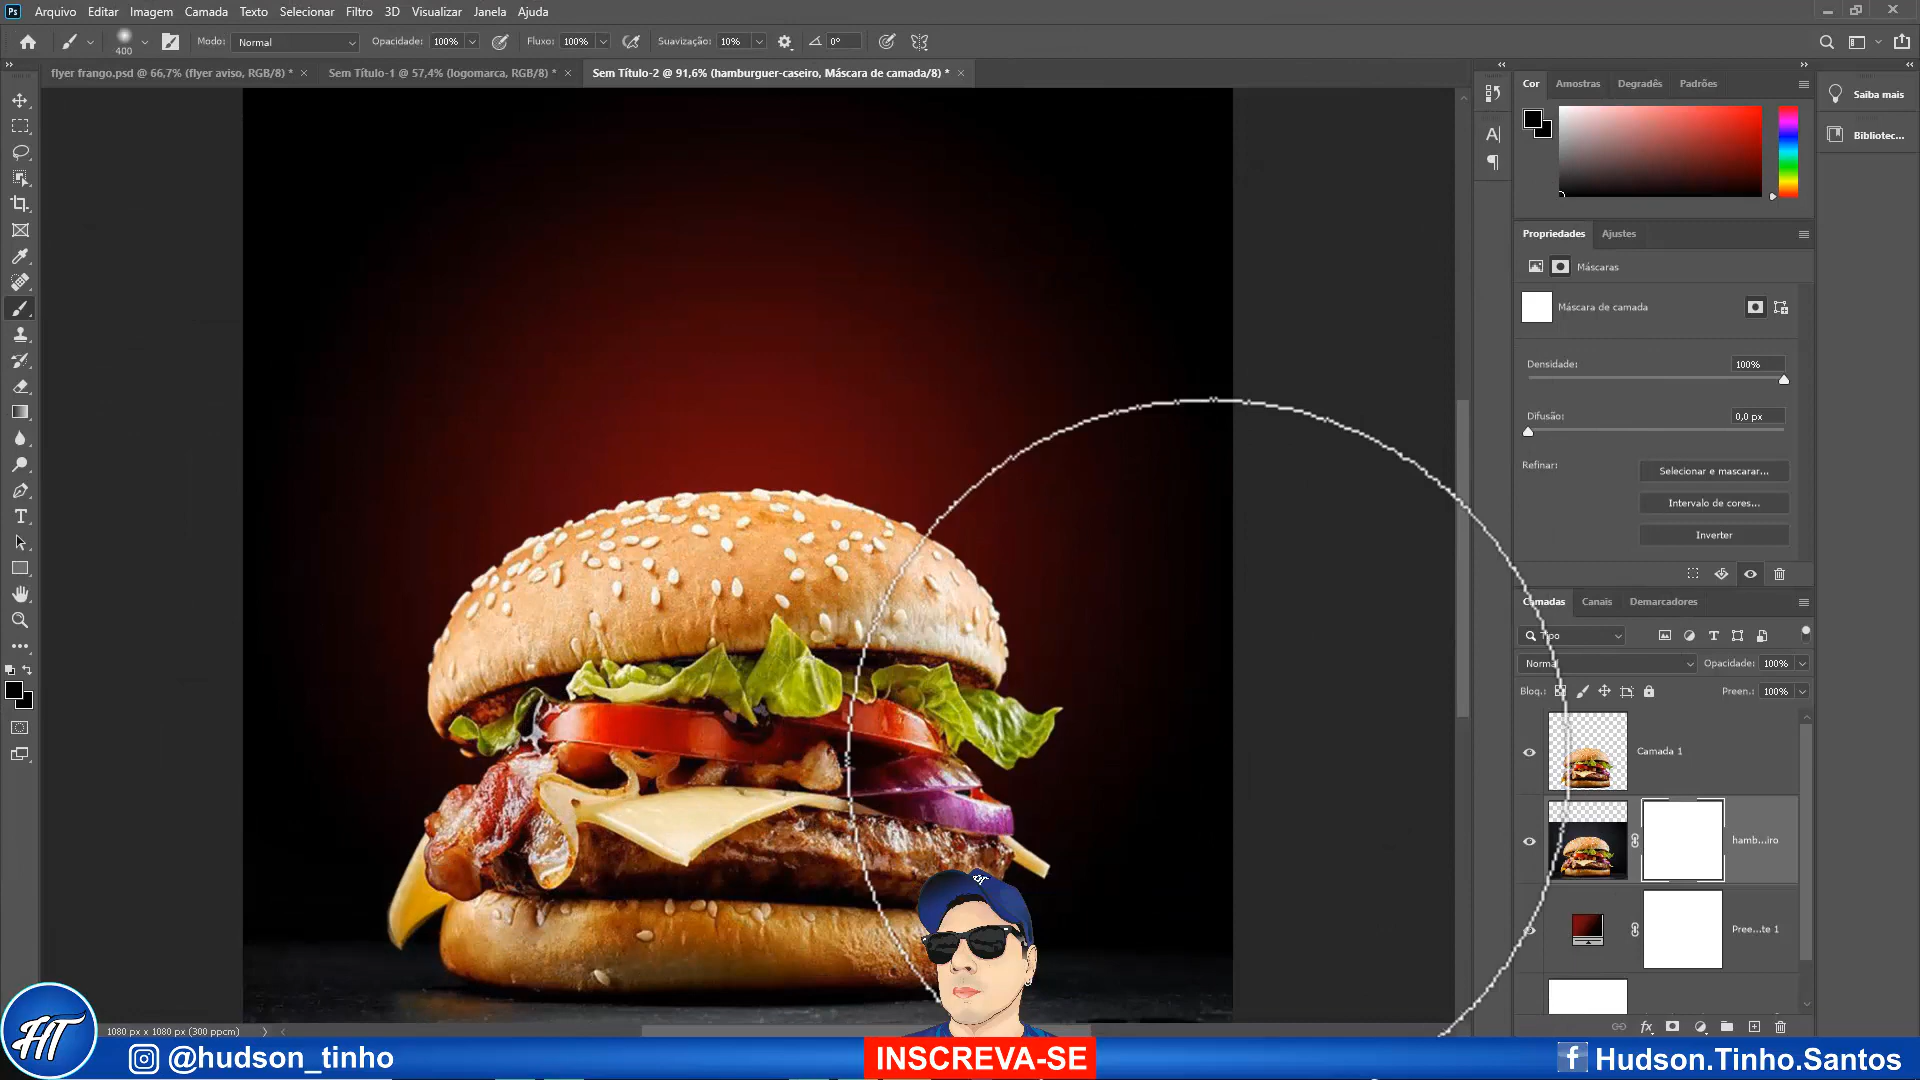 Ps Arquivo Editar Imagem Camada Texto Selecionar Filtro 3D Visualizar Janela Ajuda
400 Modo: Normal Opacidade: 100% Fluxo: 100% Suavização: 10% 0°
flyer frango.psd @ 66,7% (flyer aviso, RGB/8) * × Sem Título-1 @ 57,4% (logomarca, RGB/8) * × Sem Título-2 @ 91,6% (hamburguer-caseiro, Máscara de camada/8) * ×
Cor Amostras Degradês Padrões
Saiba mais
Bibliotec...
Propriedades Ajustes
Máscaras
Máscara de camada
Densidade: 100%
Difusão: 0,0 px
Refinar: Selecionar e mascarar...
Intervalo de cores...
Inverter
Camadas Canais Demarcadores
Tipo
Normal Opacidade: 100%
Bloq.: Preen.: 100%
Camada 1
hamb...iro
Pree...te 1
fx
1080 px x 1080 px (300 ppcm)
HT
@hudson_tinho
INSCREVA-SE
Hudson.Tinho.Santos